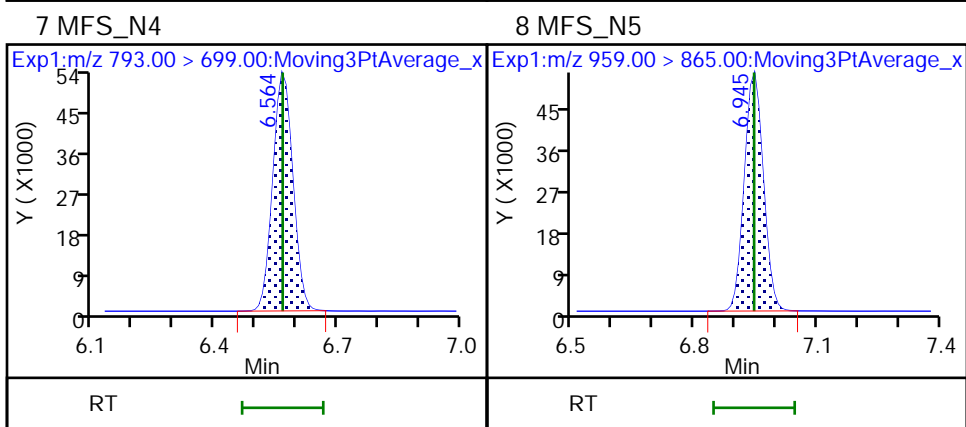 7 MFS_N4
Exp1:m/z 793.00 > 699.00:Moving3PtAverage_x
6.564
Y ( X1000)
54
45
36
27
18
9
0
6.1 6.4 6.7 7.0
Min
RT
8 MFS_N5
Exp1:m/z 959.00 > 865.00:Moving3PtAverage_x
6.945
Y ( X1000)
45
36
27
18
9
0
6.5 6.8 7.1 7.4
Min
RT